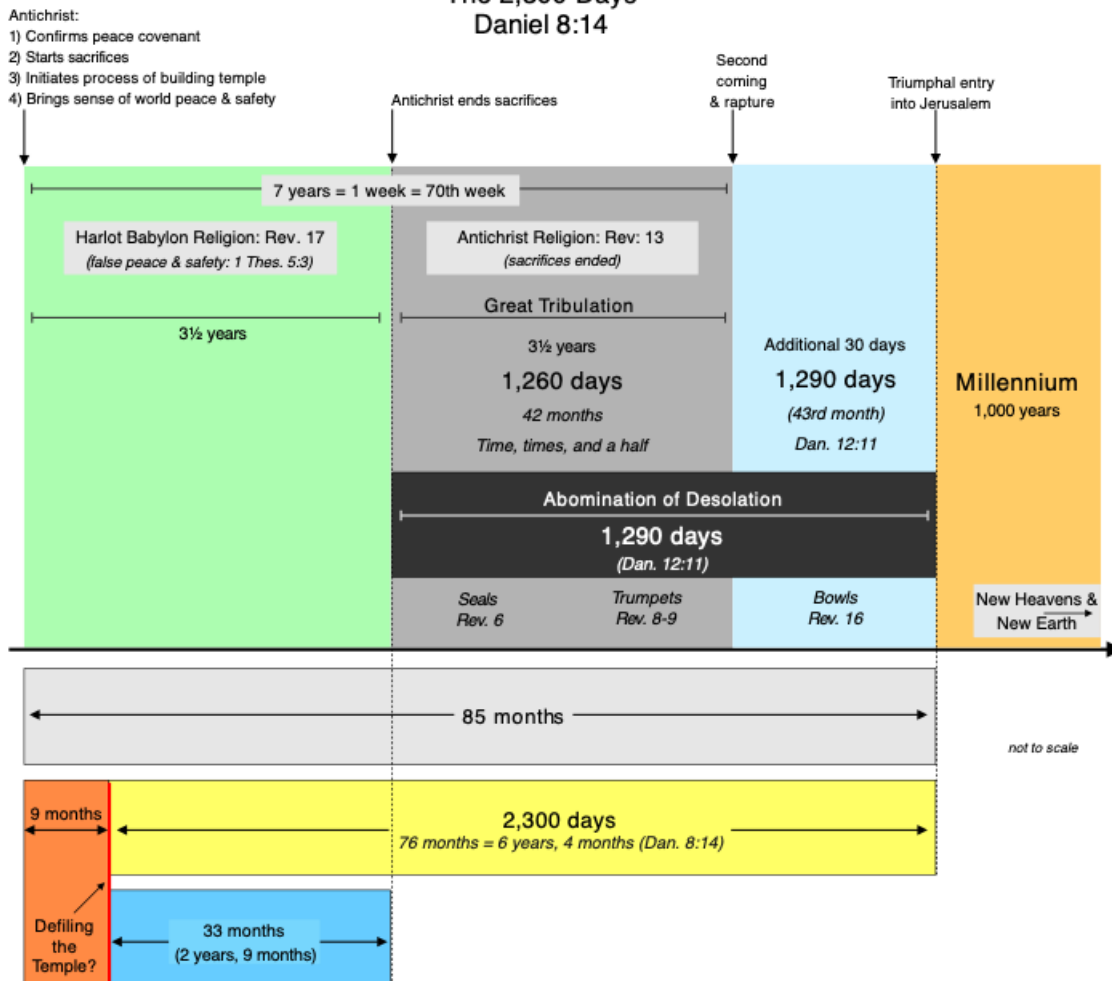 The 2,300 Days
Daniel 8:14
Antichrist:
1) Confirms peace covenant
2) Starts sacrifices
3) Initiates process of building temple
4) Brings sense of world peace & safety
Antichrist ends sacrifices
Second
coming
& rapture
Triumphal entry
into Jerusalem
7 years = 1 week = 70th week
Harlot Babylon Religion: Rev. 17
(false peace & safety: 1 Thes. 5:3)
Antichrist Religion: Rev: 13
(sacrifices ended)
3½ years
Great Tribulation
3½ years
1,260 days
42 months
Time, times, and a half
Additional 30 days
1,290 days
(43rd month)
Dan. 12:11
Millennium
1,000 years
Abomination of Desolation
1,290 days
(Dan. 12:11)
Seals
Rev. 6
Trumpets
Rev. 8-9
Bowls
Rev. 16
New Heavens &
New Earth
85 months
not to scale
9 months
2,300 days
76 months = 6 years, 4 months (Dan. 8:14)
Defiling
the
Temple?
33 months
(2 years, 9 months)